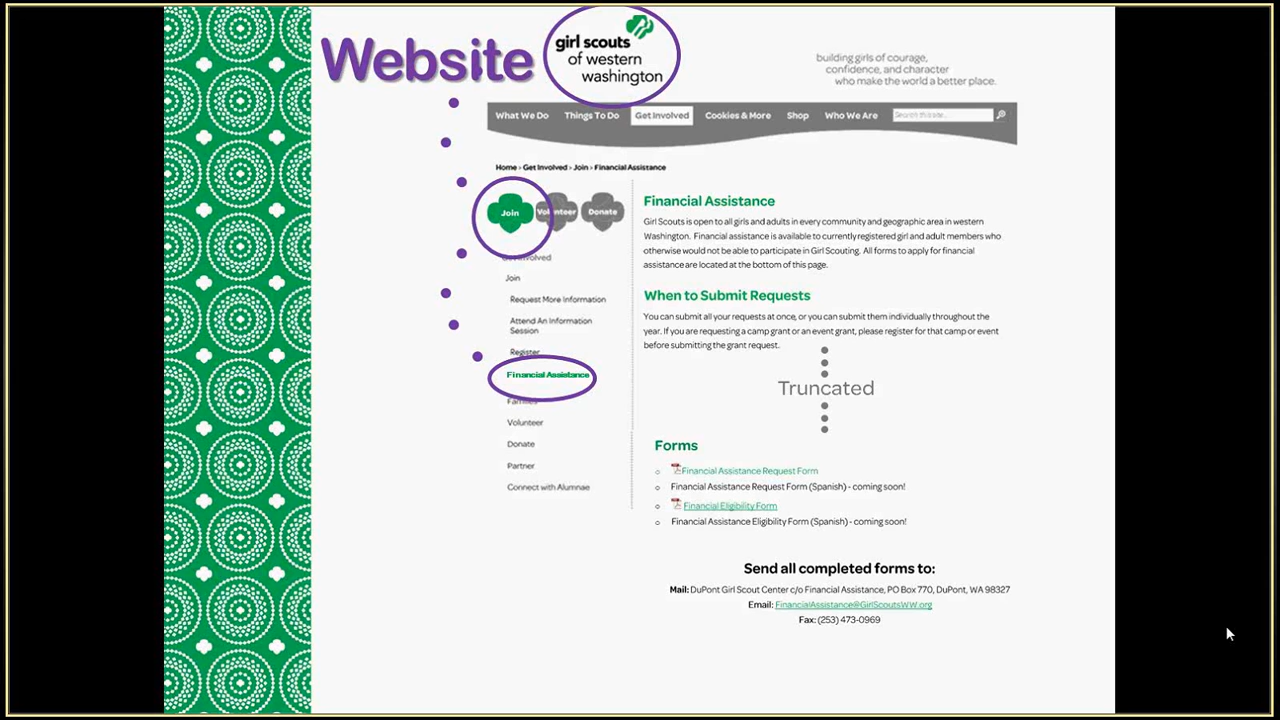 Website
girl scouts
of western
washington
building girls of courage,
confidence, and character
who make the world a better place.
What We Do Things To Do Get Involved Cookies & More Shop Who We Are Search this site...
Home > Get Involved > Join > Financial Assistance
Join Volunteer Donate
Get Involved
Join
Request More Information
Attend An Information
Session
Register
Financial Assistance
Families
Volunteer
Donate
Partner
Connect with Alumnae
Financial Assistance
Girl Scouts is open to all girls and adults in every community and geographic area in western
Washington. Financial assistance is available to currently registered girl and adult members who
otherwise would not be able to participate in Girl Scouting. All forms to apply for financial
assistance are located at the bottom of this page.
When to Submit Requests
You can submit all your requests at once, or you can submit them individually throughout the
year. If you are requesting a camp grant or an event grant, please register for that camp or event
before submitting the grant request.
Truncated
Forms
Financial Assistance Request Form
Financial Assistance Request Form (Spanish) - coming soon!
Financial Eligibility Form
Financial Assistance Eligibility Form (Spanish) - coming soon!
Send all completed forms to:
Mail: DuPont Girl Scout Center c/o Financial Assistance, PO Box 770, DuPont, WA 98327
Email: FinancialAssistance@GirlScoutsWW.org
Fax: (253) 473-0969